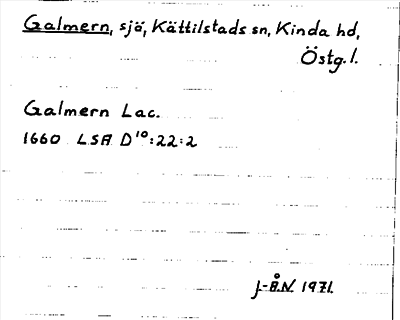 Galmern, sjö, Kättilstads sn, Kinda hd,
Östg. l.
Galmern Lac.
1660 LSA D¹⁰:22:2
J-Å.N. 1971.